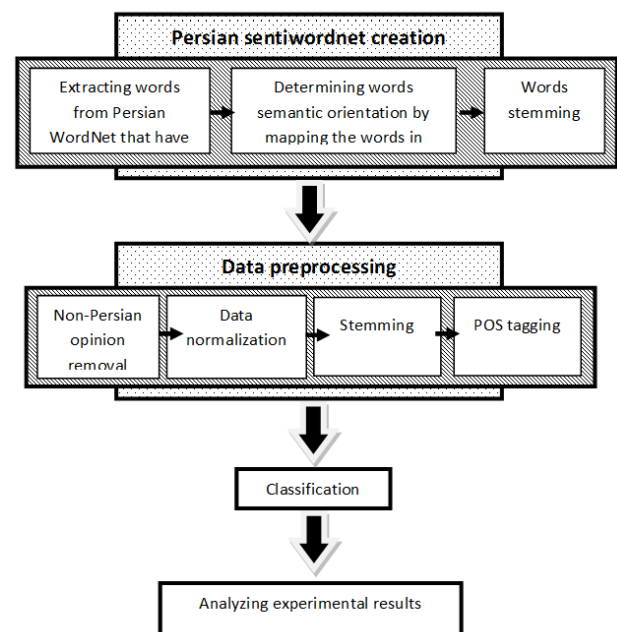 Persian sentiwordnet creation
Extracting words
from Persian
WordNet that have
Determining words
semantic orientation by
mapping the words in
Words
stemming
Data preprocessing
Non-Persian
opinion
removal
Data
normalization
Stemming
POS tagging
Classification
Analyzing experimental results